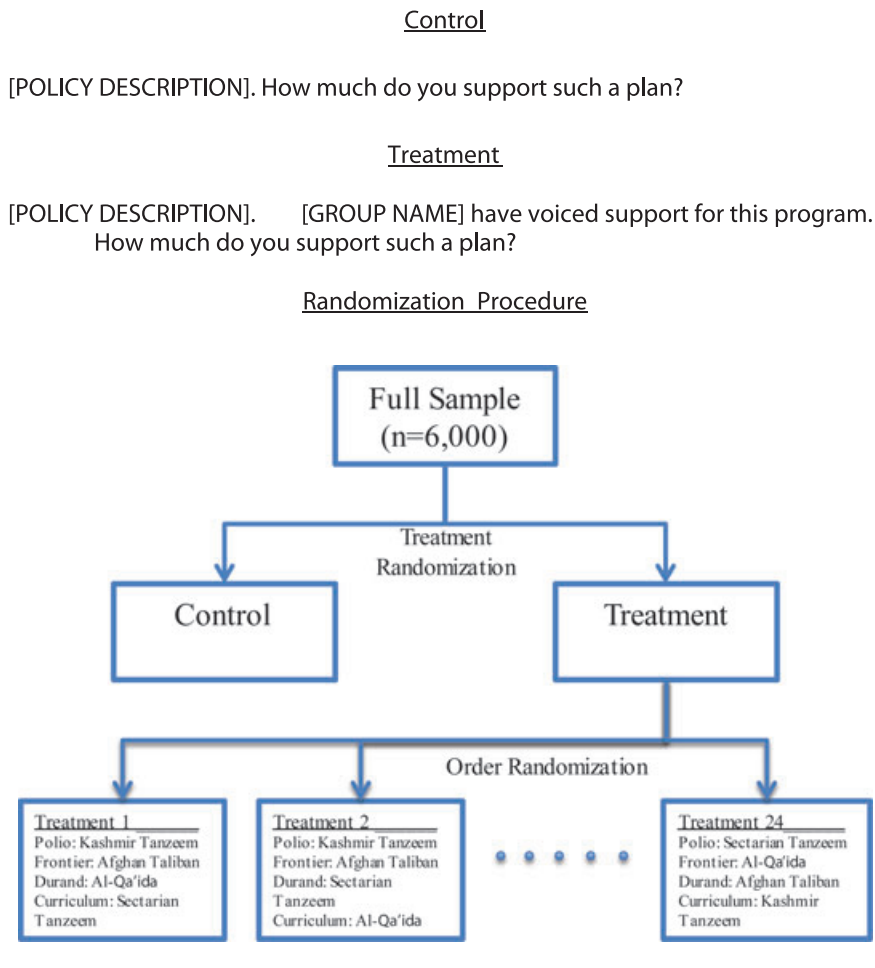 Control
[POLICY DESCRIPTION]. How much do you support such a plan?
Treatment
[POLICY DESCRIPTION]. [GROUP NAME] have voiced support for this program.
How much do you support such a plan?
Randomization Procedure
Full Sample
(n=6,000)
Treatment
Randomization
Control
Treatment
Order Randomization
Treatment 1
Polio: Kashmir Tanzeem
Frontier: Afghan Taliban
Durand: Al-Qa'ida
Curriculum: Sectarian
Tanzeem
Treatment 2
Polio: Kashmir Tanzeem
Frontier: Afghan Taliban
Durand: Sectarian
Tanzeem
Curriculum: Al-Qa'ida
Treatment 24
Polio: Sectarian Tanzeem
Frontier: Al-Qa'ida
Durand: Afghan Taliban
Curriculum: Kashmir
Tanzeem